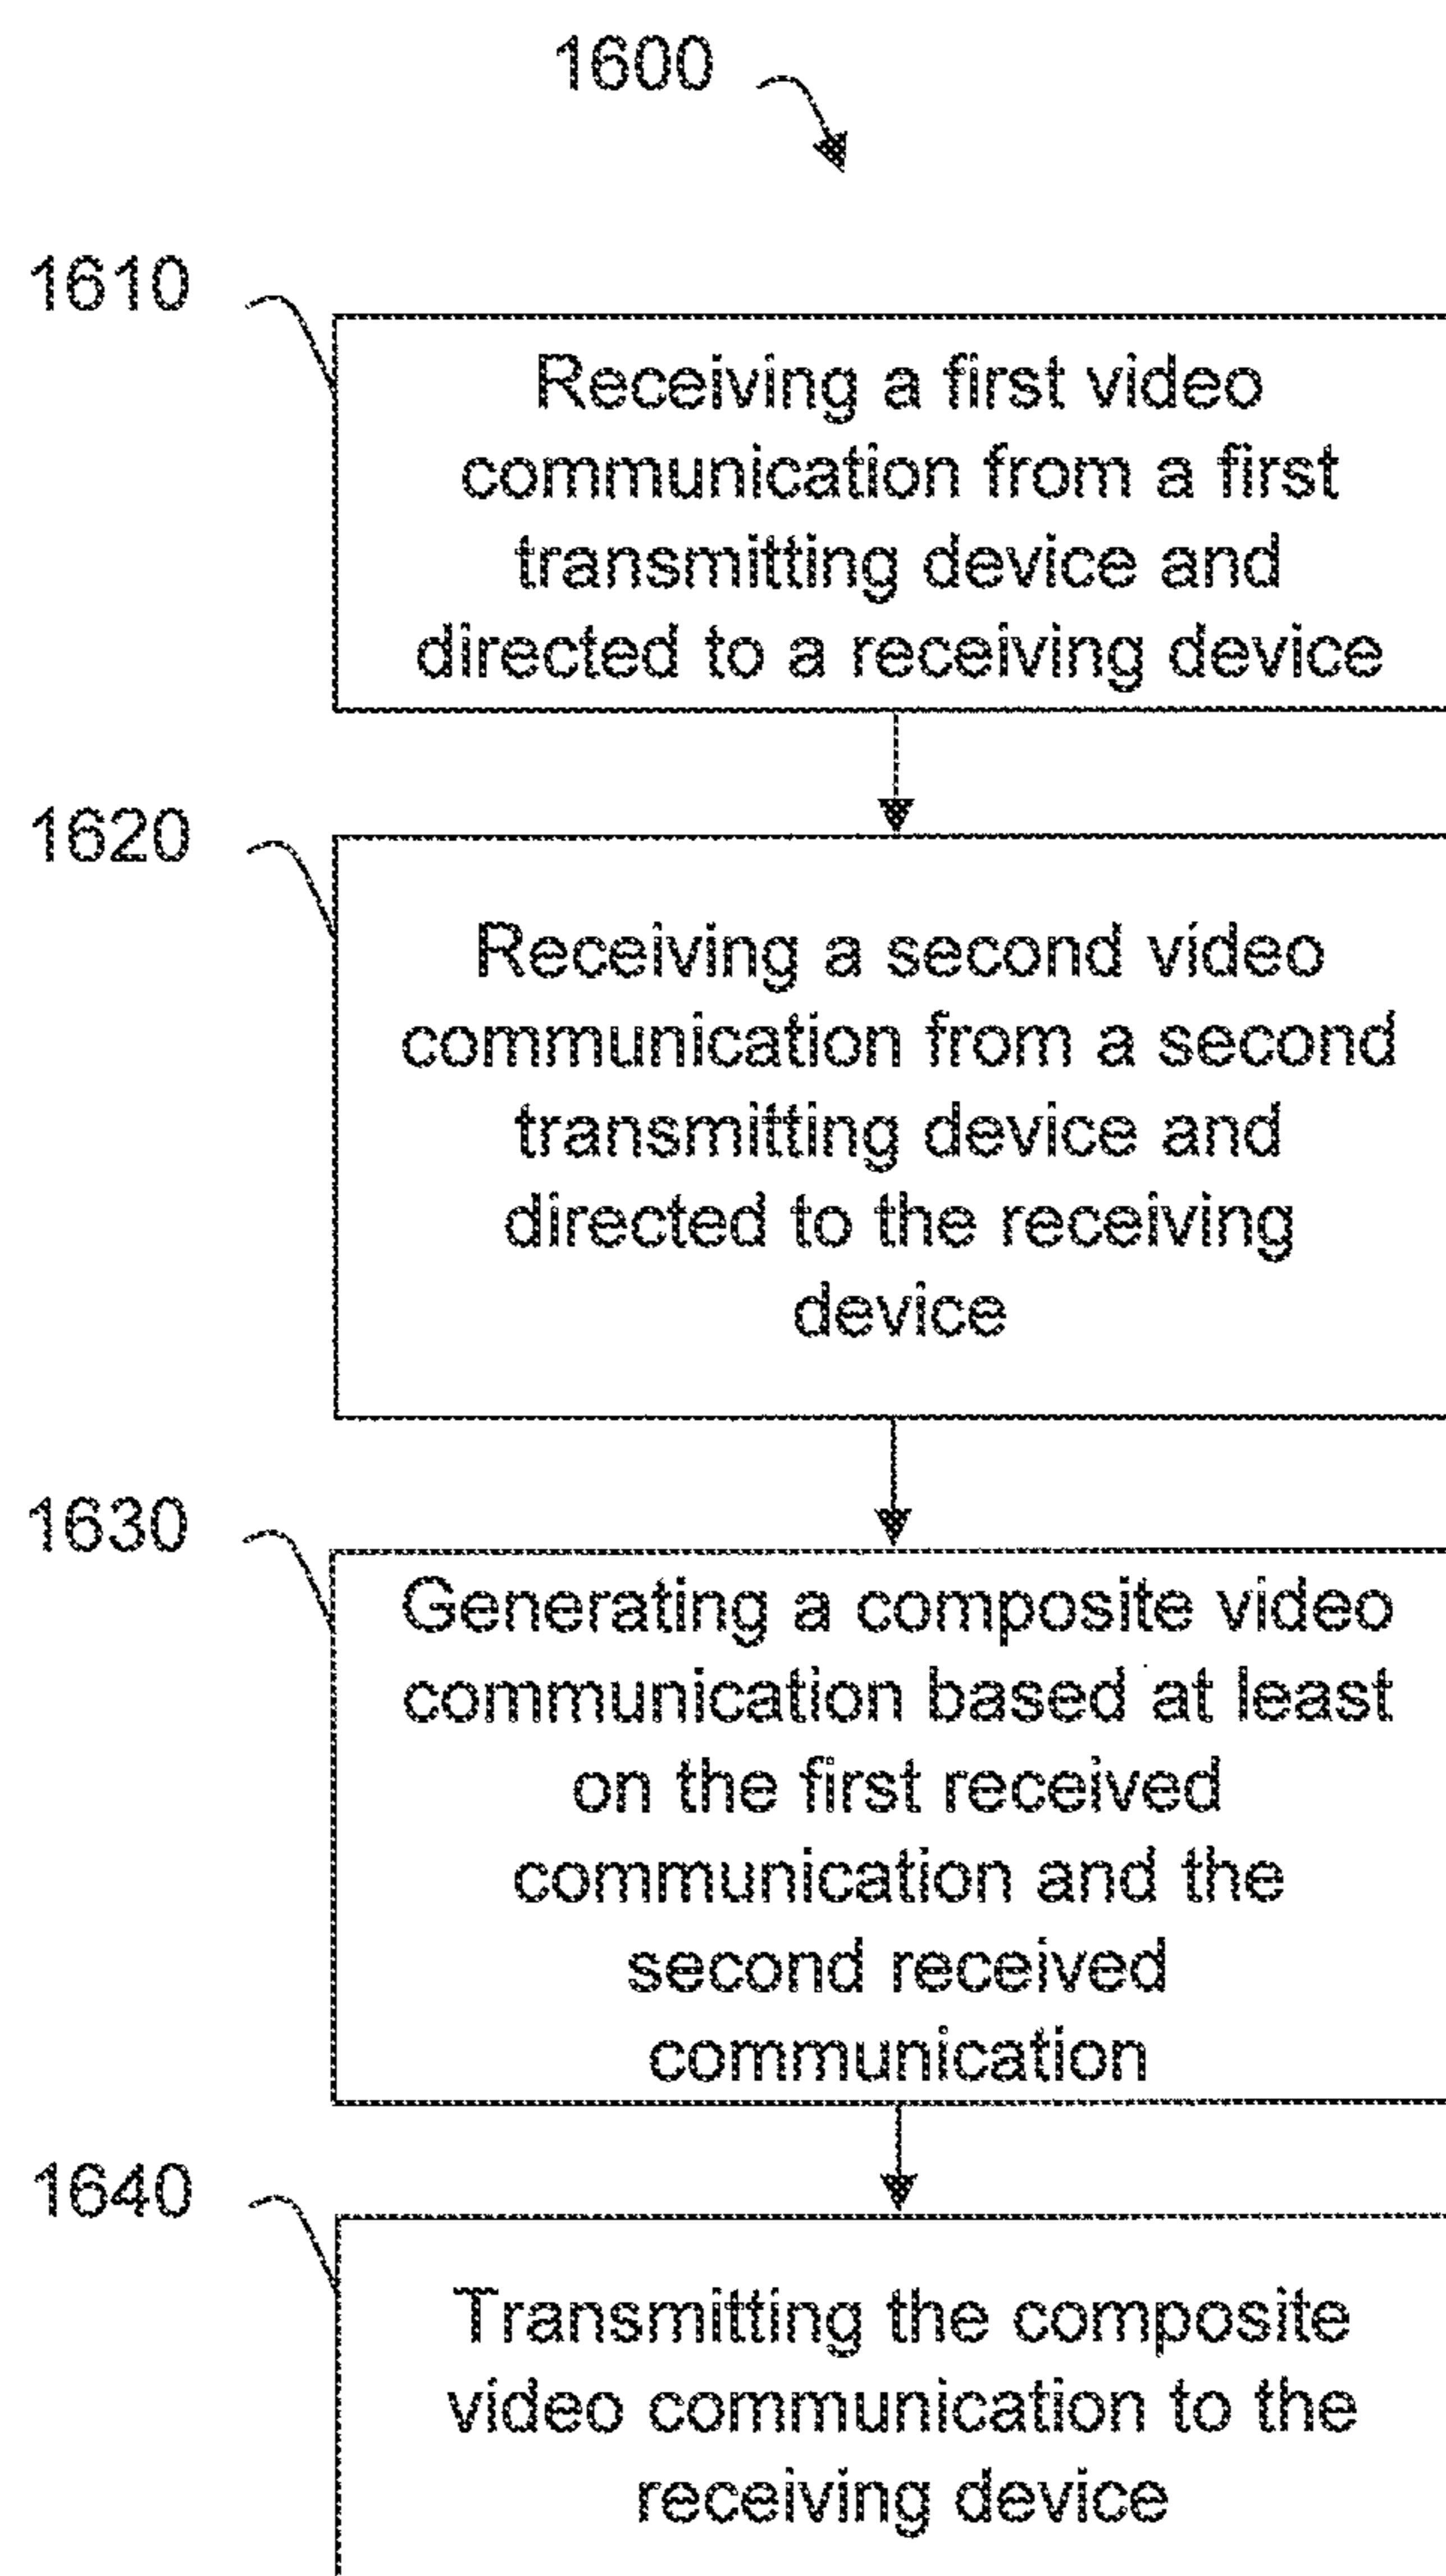 1600
1610
Receiving a first video
communication from a first
transmitting device and
directed to a receiving device
1620
Receiving a second video
communication from a second
transmitting device and
directed to the receiving
device
1630
Generating a composite video
communication based at least
on the first received
communication and the
second received
communication
1640
Transmitting the composite
video communication to the
receiving device